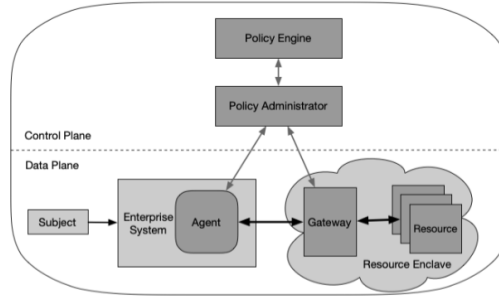 Policy Engine
Policy Administrator
Control Plane
Data Plane
Subject
Enterprise
System
Agent
Gateway
Resource
Resource Enclave